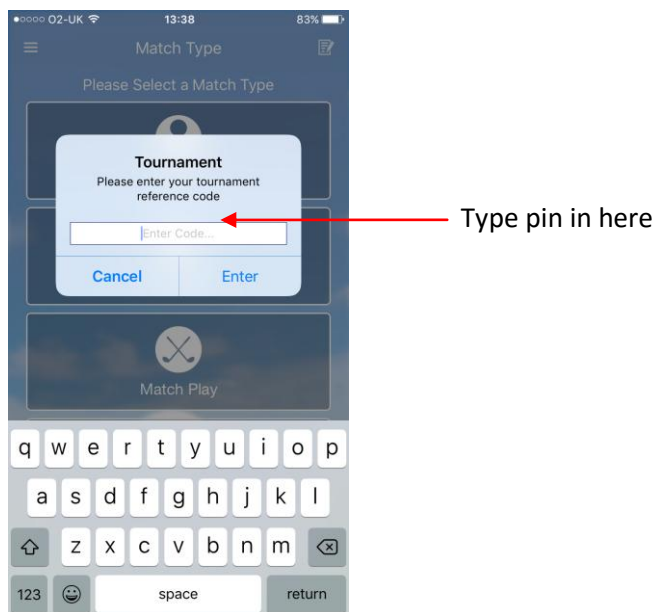 ●○○○○ O2-UK 13:38 83%
Match Type
Please Select a Match Type
Tournament
Please enter your tournament
reference code
Type pin in here
Enter Code...
Cancel Enter
Match Play
q w e r t y u i o p
a s d f g h j k l
z x c v b n m
123 space return